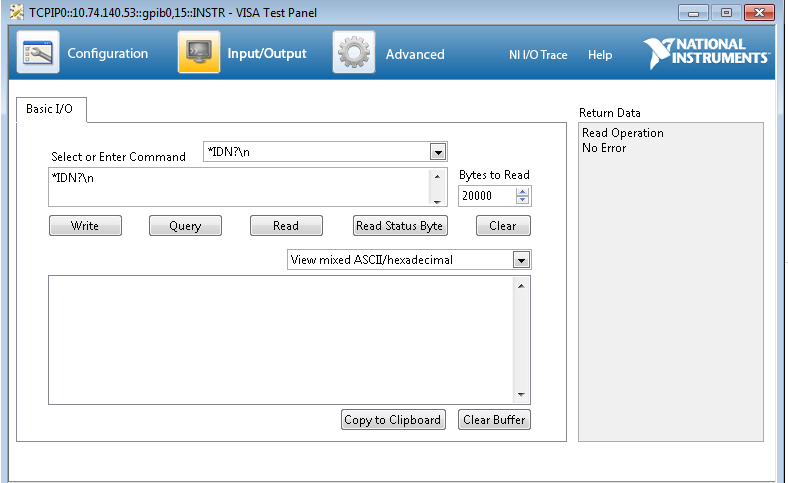 TCPIP0::10.74.140.53::gpib0,15::INSTR - VISA Test Panel
Configuration
Input/Output
Advanced
NI I/O Trace
Help
NATIONAL
INSTRUMENTS
Basic I/O
Select or Enter Command
*IDN?\n
*IDN?\n
Bytes to Read
20000
Write
Query
Read
Read Status Byte
Clear
View mixed ASCII/hexadecimal
Copy to Clipboard
Clear Buffer
Return Data
Read Operation
No Error